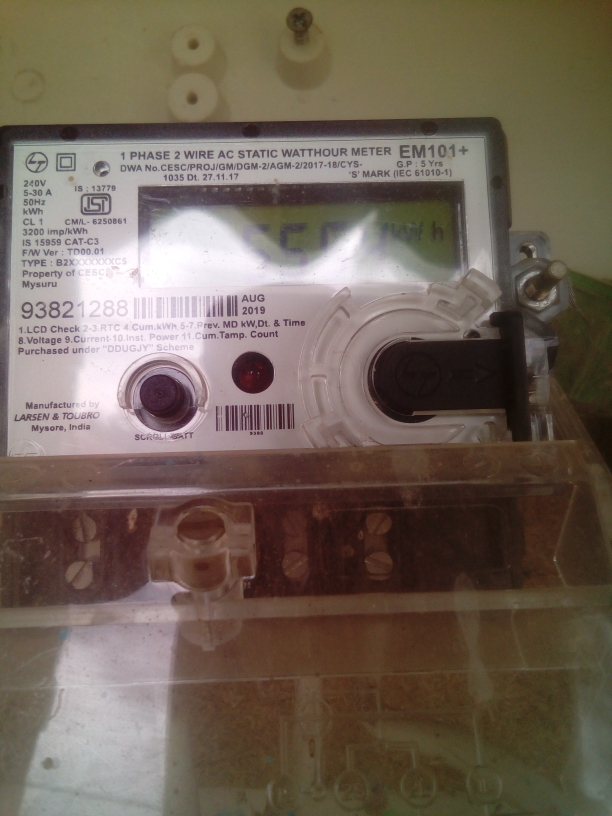 1 PHASE 2 WIRE AC STATIC WATTHOUR METER EM101+
DWA No.CESC/PROJ/GM/DGM-2/AGM-2/2017-18/CYS- G.P : 5 Yrs
1035 Dt. 27.11.17 'S' MARK (IEC 61010-1)
240V
5-30 A
50Hz
kWh
CL 1
3200 imp/kWh
IS : 13779
ISI
CM/L- 6250861
IS 15959 CAT-C3
F/W Ver : TD00.01
Property of
Mysuru
kWh
93821288
AUG
2019
1.LCD Check 2-3.RTC 4.Cum.kWh 5-7.Prev. MD kW,Dt. & Time
8.Voltage 9.Current 10.Inst. Power 11.Cum.Tamp. Count
Purchased under "DDUGJY" Scheme
Manufactured by
LARSEN & TOUBRO
Mysore, India